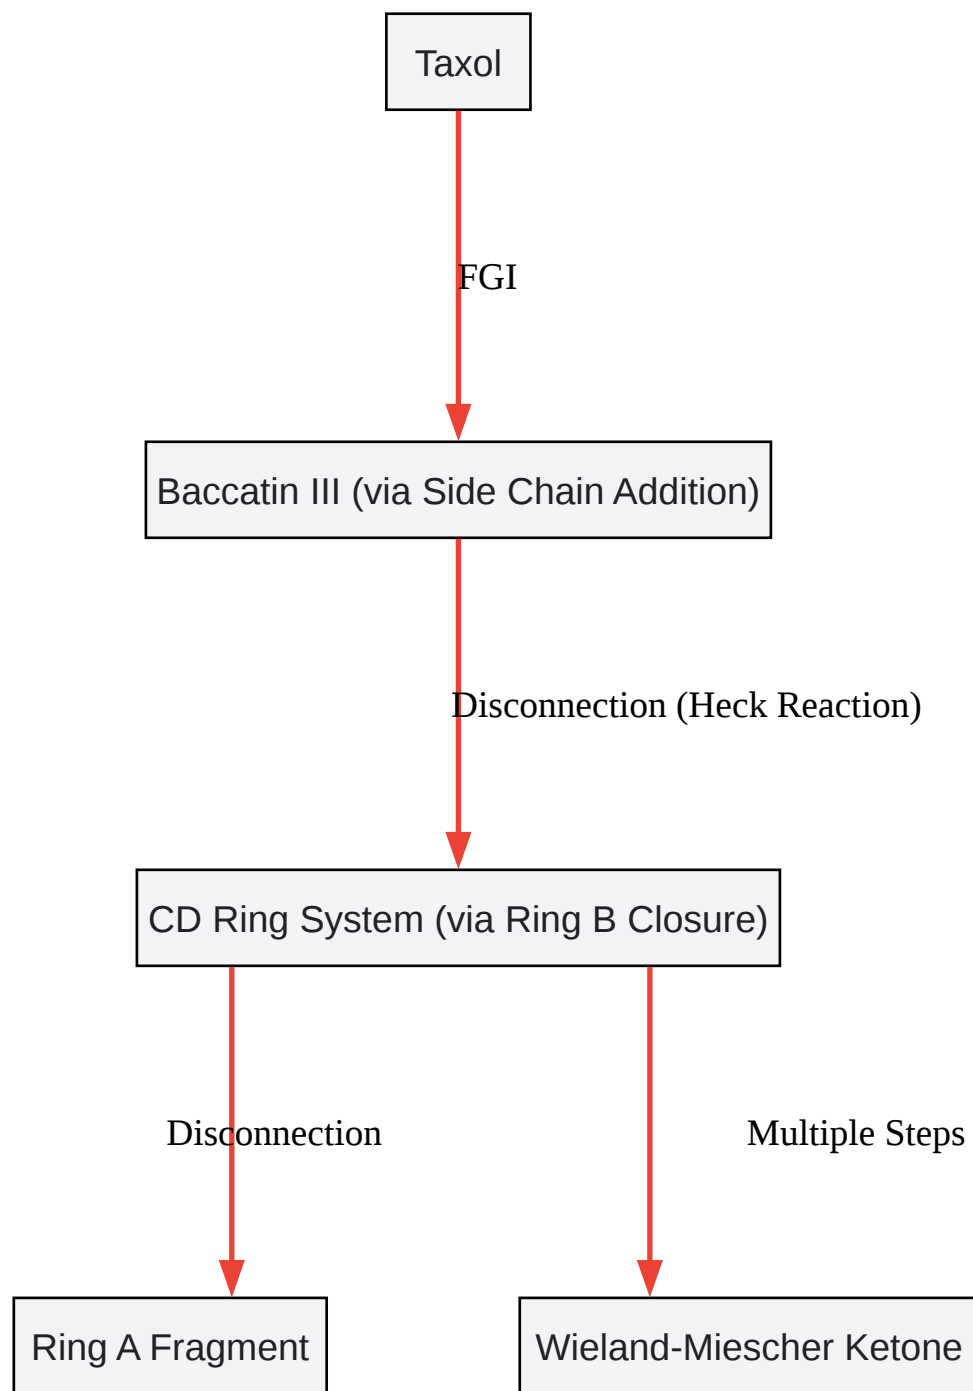 Taxol
FGI
Baccatin III (via Side Chain Addition)
Disconnection (Heck Reaction)
CD Ring System (via Ring B Closure)
Disconnection
Multiple Steps
Ring A Fragment
Wieland-Miescher Ketone